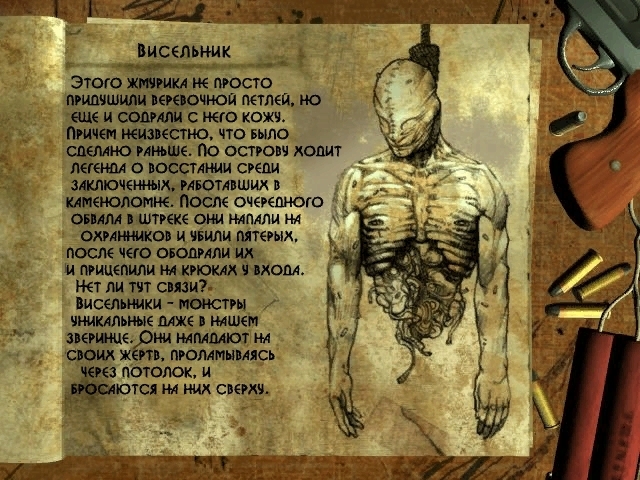 Висельник
Этого жмурика не просто
придушили веревочной петлей, но
еще и содрали с него кожу.
Причем неизвестно, что было
сделано раньше. По острову ходит
легенда о восстании среди
заключенных, работавших в
каменоломне. После очередного
обвала в штреке они напали на
охранников и убили пятерых,
после чего ободрали их
и прицепили на крюках у входа.
Нет ли тут связи?
Висельники - монстры
уникальные даже в нашем
зверинце. Они нападают на
своих жертв, проламываясь
через потолок, и
бросаются на них сверху.